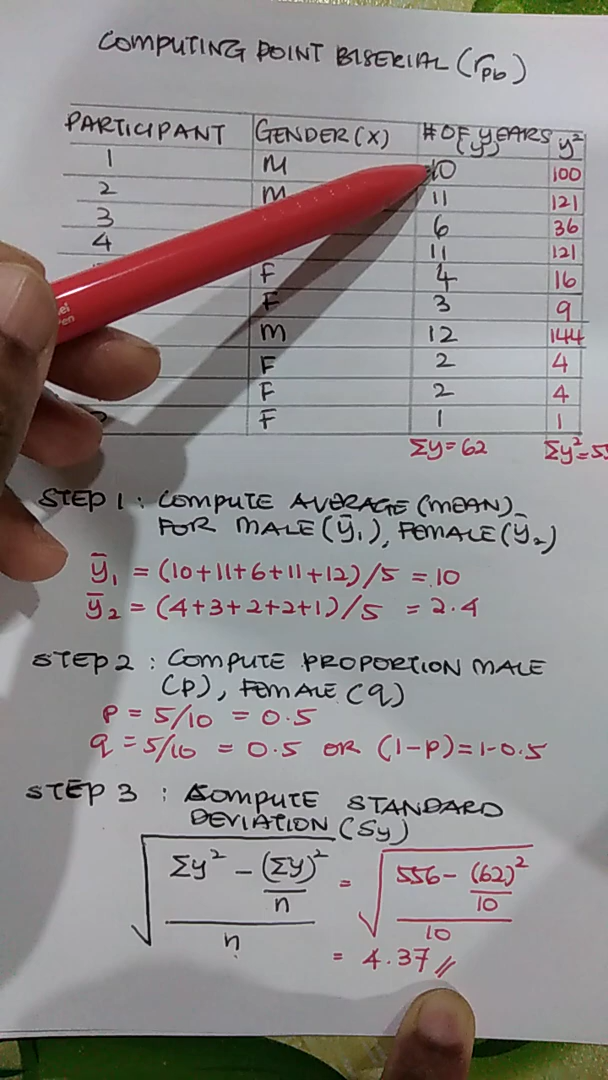 COMPUTING POINT BISERIAL (rpb)
PARTICIPANT GENDER (X) # OF YEARS (y) y²
1 M 10 100
2 M 11 121
3 6 36
4 11 121
F 4 16
F 3 9
M 12 144
F 2 4
F 2 4
F 1 1
Σy = 62 Σy² = 55
STEP 1 : COMPUTE AVERAGE (MEAN)
FOR MALE (ȳ₁), FEMALE (ȳ₂)
ȳ₁ = (10+11+6+11+12)/5 = 10
ȳ₂ = (4+3+2+2+1)/5 = 2.4
STEP 2 : COMPUTE PROPORTION MALE
(P), FEMALE (q)
P = 5/10 = 0.5
q = 5/10 = 0.5 OR (1-P) = 1-0.5
STEP 3 : COMPUTE STANDARD
DEVIATION (Sy)
√((Σy² - (Σy)²/n)/n) = √((556 - (62)²/10)/10)
= 4.37 //